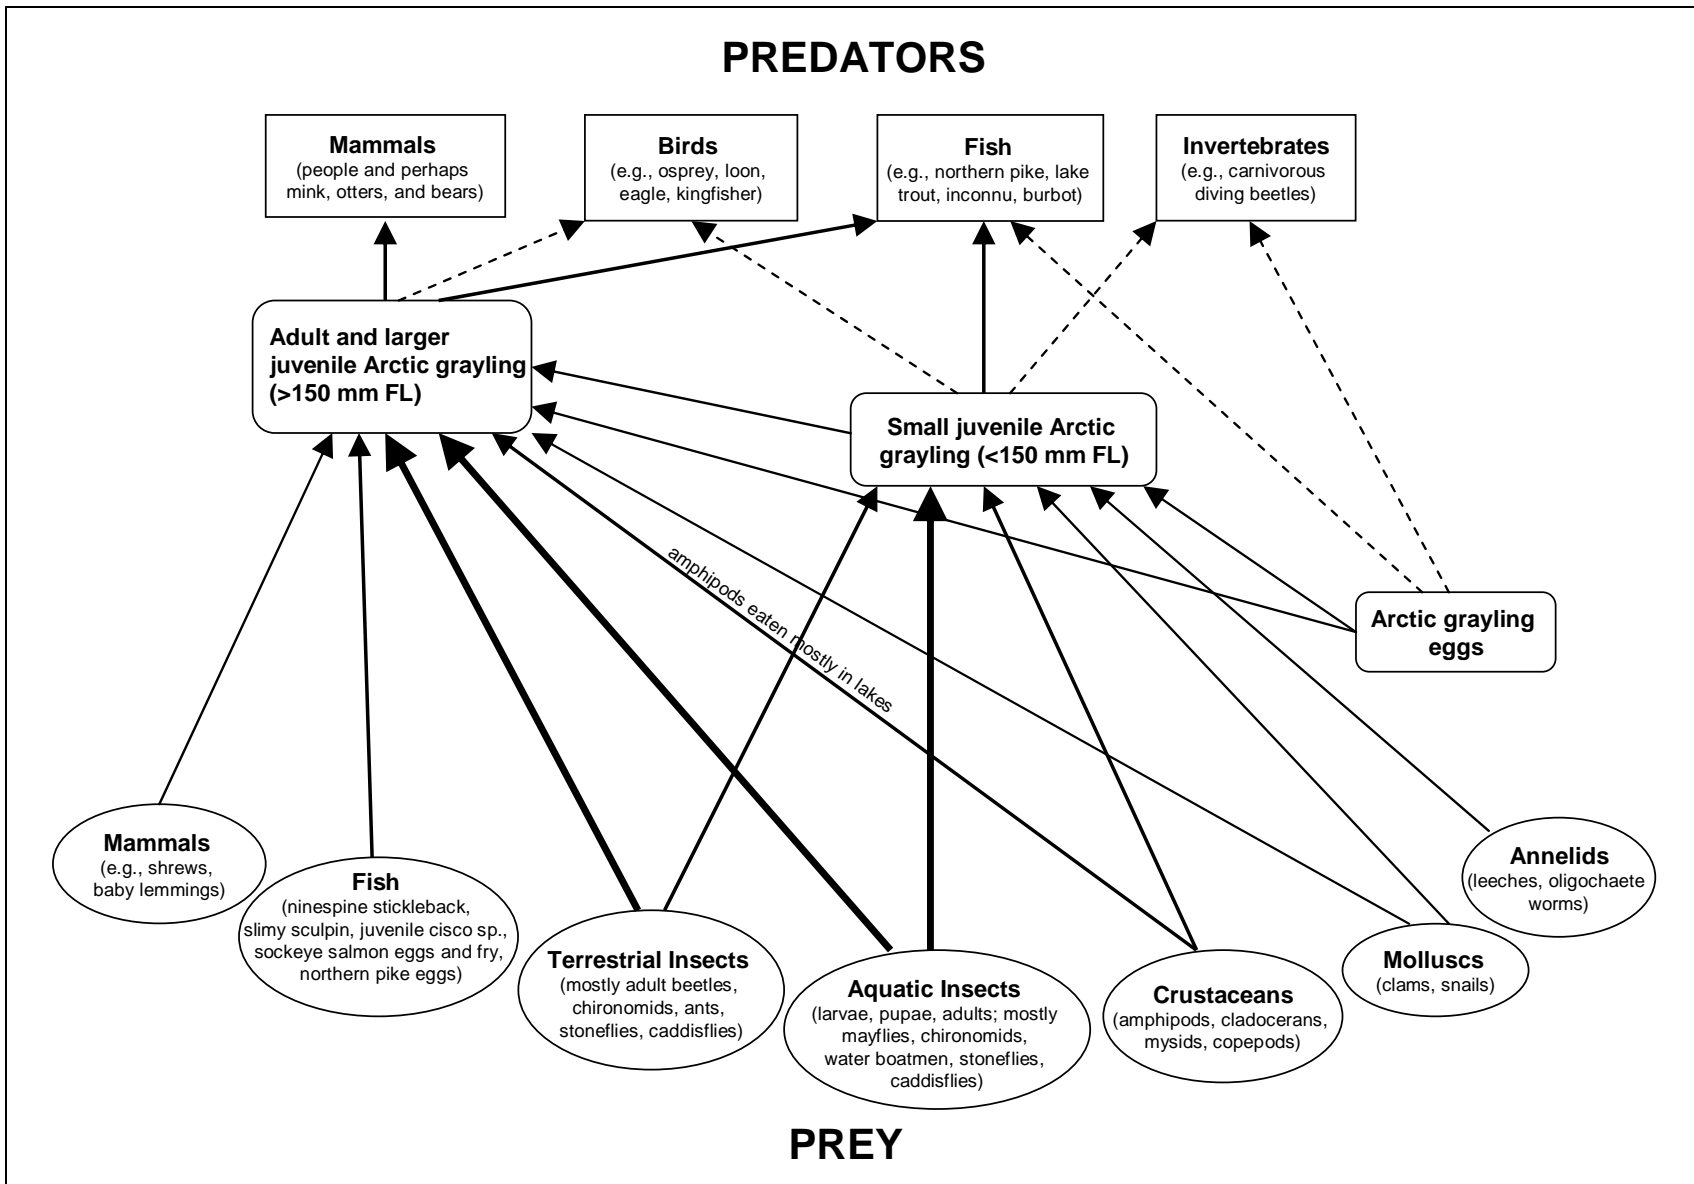 PREDATORS
Mammals
(people and perhaps
mink, otters, and bears)
Birds
(e.g., osprey, loon,
eagle, kingfisher)
Fish
(e.g., northern pike, lake
trout, inconnu, burbot)
Invertebrates
(e.g., carnivorous
diving beetles)
Adult and larger
juvenile Arctic grayling
(>150 mm FL)
Small juvenile Arctic
grayling (<150 mm FL)
Arctic grayling
eggs
amphipods eaten mostly in lakes
Mammals
(e.g., shrews,
baby lemmings)
Fish
(ninespine stickleback,
slimy sculpin, juvenile cisco sp.,
sockeye salmon eggs and fry,
northern pike eggs)
Terrestrial Insects
(mostly adult beetles,
chironomids, ants,
stoneflies, caddisflies)
Aquatic Insects
(larvae, pupae, adults; mostly
mayflies, chironomids,
water boatmen, stoneflies,
caddisflies)
Crustaceans
(amphipods, cladocerans,
mysids, copepods)
Molluscs
(clams, snails)
Annelids
(leeches, oligochaete
worms)
PREY